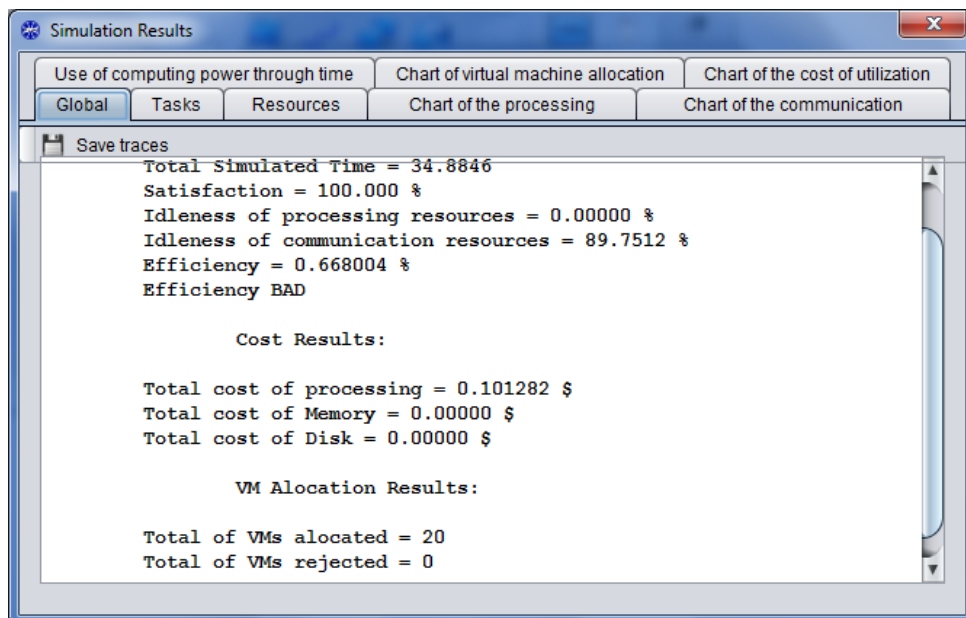 Simulation Results
Use of computing power through time
Chart of virtual machine allocation
Chart of the cost of utilization
Global
Tasks
Resources
Chart of the processing
Chart of the communication
Save traces
Total Simulated Time = 34.8846
Satisfaction = 100.000 %
Idleness of processing resources = 0.00000 %
Idleness of communication resources = 89.7512 %
Efficiency = 0.668004 %
Efficiency BAD
Cost Results:
Total cost of processing = 0.101282 $
Total cost of Memory = 0.00000 $
Total cost of Disk = 0.00000 $
VM Alocation Results:
Total of VMs alocated = 20
Total of VMs rejected = 0